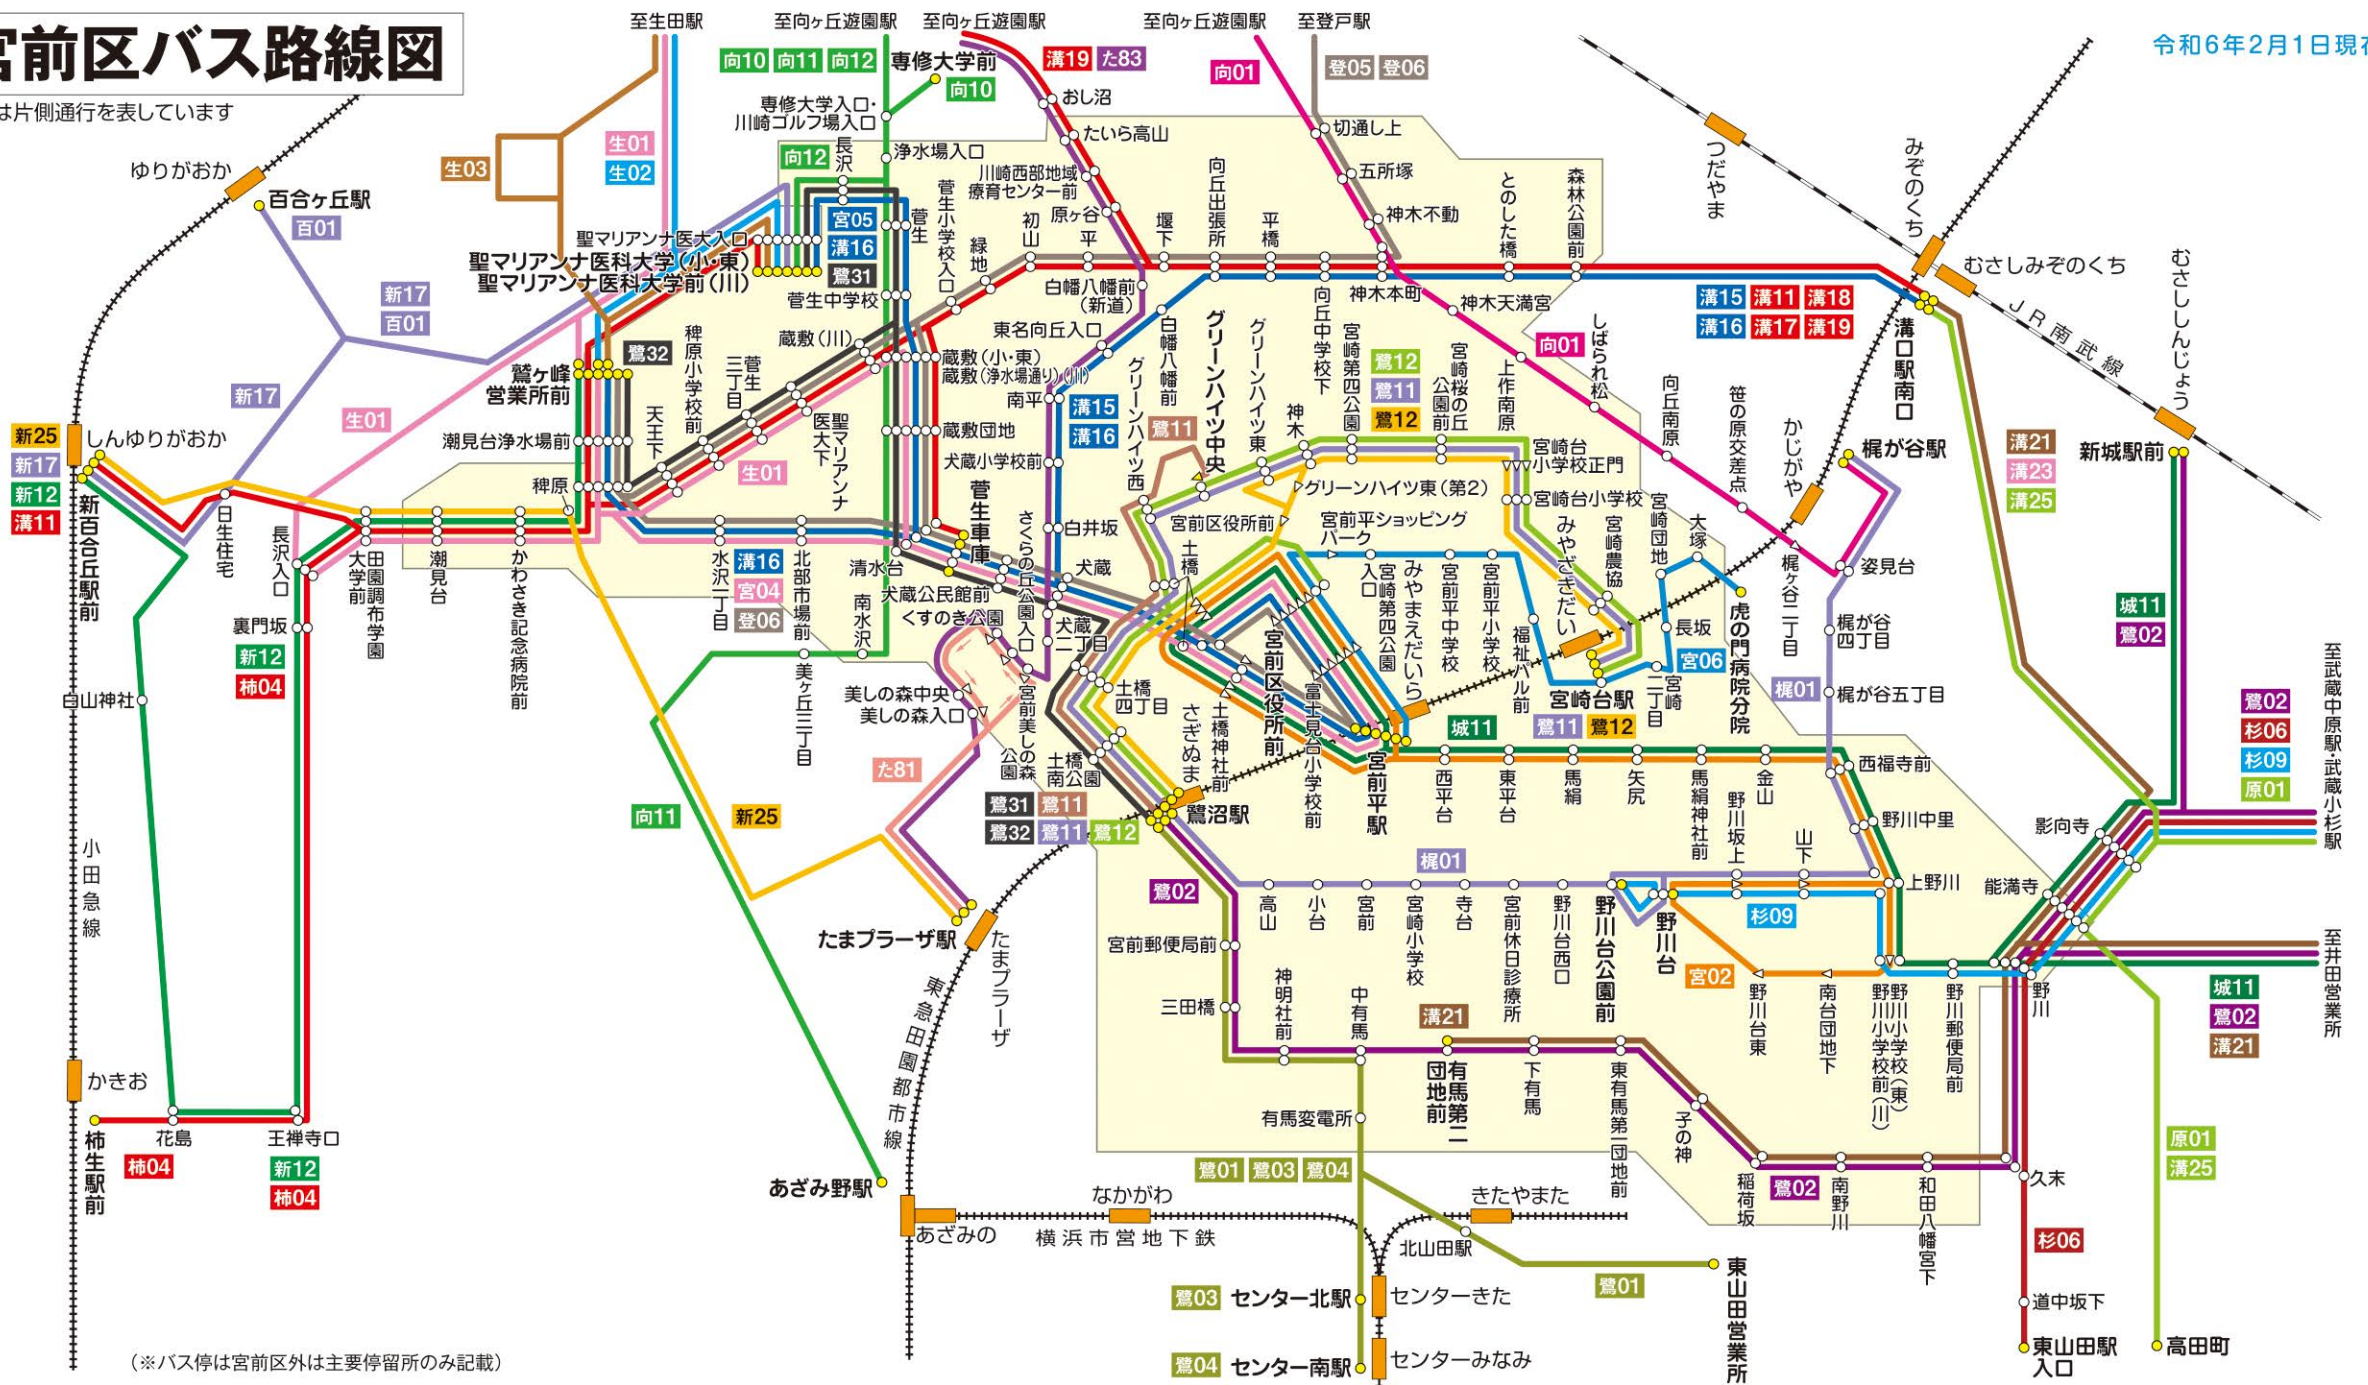 宮前区バス路線図
は片側通行を表しています
令和6年2月1日現在
至生田駅
至向ヶ丘遊園駅
至向ヶ丘遊園駅
至向ヶ丘遊園駅
至登戸駅
向10 向11 向12
専修大学前
向10
溝19 た83
向01
登05 登06
専修大学入口・
川崎ゴルフ場入口
おし沼
たいら高山
切通し上
五所塚
神木不動
つだやま
みぞのくち
むさしみぞのくち
むさししんじょう
JR南武線
ゆりがおか
百合ヶ丘駅
百01
生03
生01
生02
向12
長沢
浄水場入口
川崎西部地域
療育センター前
原ヶ谷
菅生
菅生小学校入口
緑地
初山
平
堰下
向丘出張所
平橋
とのした橋
森林公園前
宮05
溝16
鷺31
聖マリアンナ医大入口
聖マリアンナ医科大学(小・東)
聖マリアンナ医科大学前(川)
菅生中学校
白幡八幡前
(新道)
向丘中学校下
神木本町
神木天満宮
溝15 溝11 溝18
溝16 溝17 溝19
溝口駅南口
新17
百01
新17
生01
鷺32
鷺ヶ峰
営業所前
稗原小学校前
菅生
三丁目
天王下
聖マリアンナ
医大下
生01
蔵敷(川)
蔵敷(小・東)
蔵敷(浄水場通り)(川)
東名向丘入口
白幡八幡前
南平
溝15
溝16
蔵敷団地
犬蔵小学校前
菅生車庫
白井坂
さくらの丘公園入口
グリーンハイツ西
鷺11
グリーンハイツ中央
グリーンハイツ東
神木
宮崎第四公園
鷺12
鷺11
鷺12
宮崎桜の丘
公園前
上作南原
向01
しばられ松
向丘南原
笹の原交差点
かじがや
梶が谷駅
宮崎台
小学校正門
グリーンハイツ東(第2)
宮崎台小学校
宮前区役所前
宮前平ショッピング
パーク
みやざきだい
宮崎農協
宮崎団地
大塚
梶ヶ谷二丁目
姿見台
溝21
溝23
溝25
新城駅前
新25
新17
新12
溝11
しんゆりがおか
新百合丘駅前
日生住宅
長沢入口
潮見台浄水場前
稗原
田園調布学園
大学前
潮見台
かわさき記念病院前
水沢一丁目
溝16
宮04
登06
北部市場前
清水台
南水沢
犬蔵
犬蔵公民館前
くすのき公園
犬蔵
二丁目
土橋
裏門坂
新12
柿04
白山神社
美ヶ丘三丁目
美しの森中央
美しの森入口
宮前美しの森
公園
土橋
四丁目
土橋
南公園
さぎぬま
土橋神社前
宮前区役所前
富士見台小学校前
宮崎第四公園
入口
みやまえだいら
宮前平中学校
宮前平小学校
福祉パル前
宮崎台駅
鷺11 鷺12
宮崎
二丁目
長坂
宮06
虎の門病院分院
梶01
梶が谷
四丁目
梶が谷五丁目
城11
鷺02
至武蔵中原駅・武蔵小杉駅
鷺02
杉06
杉09
原01
向11
新25
た81
鷺31 鷺11
鷺32 鷺11 鷺12
鷺沼駅
宮前平駅
城11
西平台
東平台
馬絹
矢尻
馬絹神社前
金山
西福寺前
野川坂上
山下
野川中里
上野川
影向寺
能満寺
小田急線
たまプラーザ駅
たまプラーザ
東急田園都市線
鷺02
梶01
高山
小台
宮前
宮崎小学校
寺台
宮前休日診療所
野川台西口
野川台公園前
野川台
杉09
宮02
野川台東
南台団地下
野川小学校前(川)
野川小学校(東)
野川郵便局前
野川
至井田営業所
城11
鷺02
溝21
宮前郵便局前
三田橋
神明社前
中有馬
溝21
有馬第二
団地前
下有馬
東有馬第一団地前
子の神
稲荷坂
鷺02
南野川
和田八幡宮下
久末
杉06
原01
溝25
有馬変電所
鷺01 鷺03 鷺04
かきお
柿生駅前
花島
柿04
王禅寺口
新12
柿04
あざみ野駅
あざみの
なかがわ
横浜市営地下鉄
きたやまた
北山田駅
鷺01
東山田営業所
鷺03 センター北駅
センターきた
鷺04 センター南駅
センターみなみ
道中坂下
東山田駅
入口
高田町
(※バス停は宮前区外は主要停留所のみ記載)